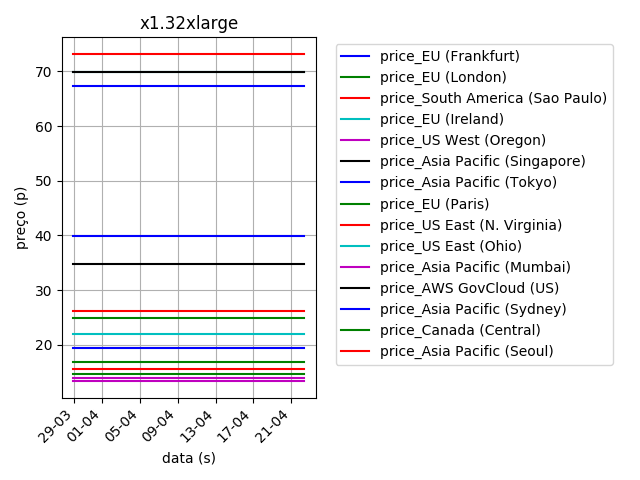 x1.32xlarge
preço (p)
70
60
50
40
30
20
29-03
01-04
05-04
09-04
13-04
17-04
21-04
data (s)
price_EU (Frankfurt)
price_EU (London)
price_South America (Sao Paulo)
price_EU (Ireland)
price_US West (Oregon)
price_Asia Pacific (Singapore)
price_Asia Pacific (Tokyo)
price_EU (Paris)
price_US East (N. Virginia)
price_US East (Ohio)
price_Asia Pacific (Mumbai)
price_AWS GovCloud (US)
price_Asia Pacific (Sydney)
price_Canada (Central)
price_Asia Pacific (Seoul)